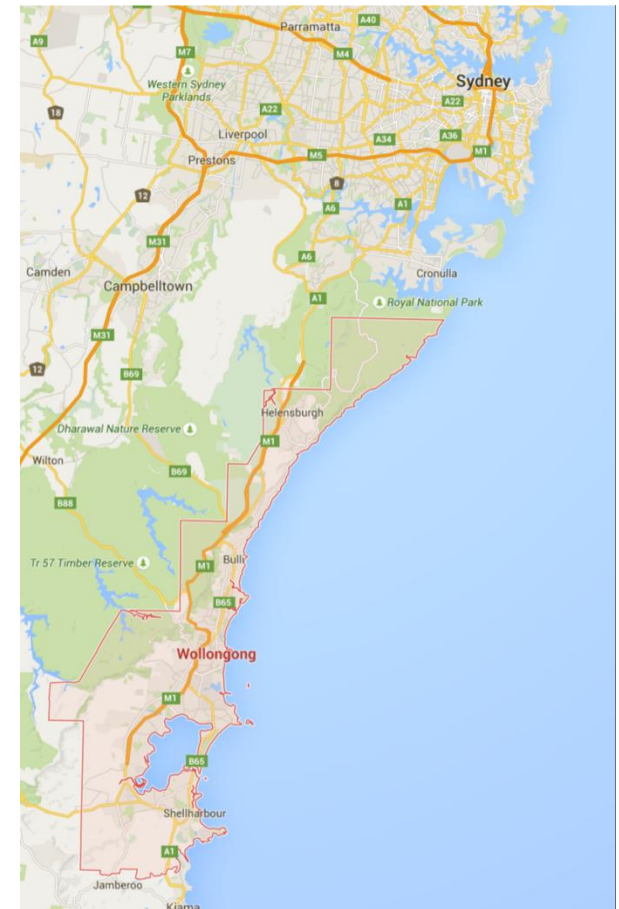 Parramatta
A40
A9
M7
M4
Western Sydney
Parklands
Sydney
A22
A22
18
Liverpool
A34
A36
Prestons
M5
M1
8
12
A6
A1
M31
A6
Camden
Cronulla
Campbelltown
A1
Royal National Park
M31
12
B69
Helensburgh
Dharawal Nature Reserve
M1
Wilton
B69
B88
Bulli
Tr 57 Timber Reserve
M1
B65
Wollongong
M1
B65
Shellharbour
A1
Jamberoo
Kiama